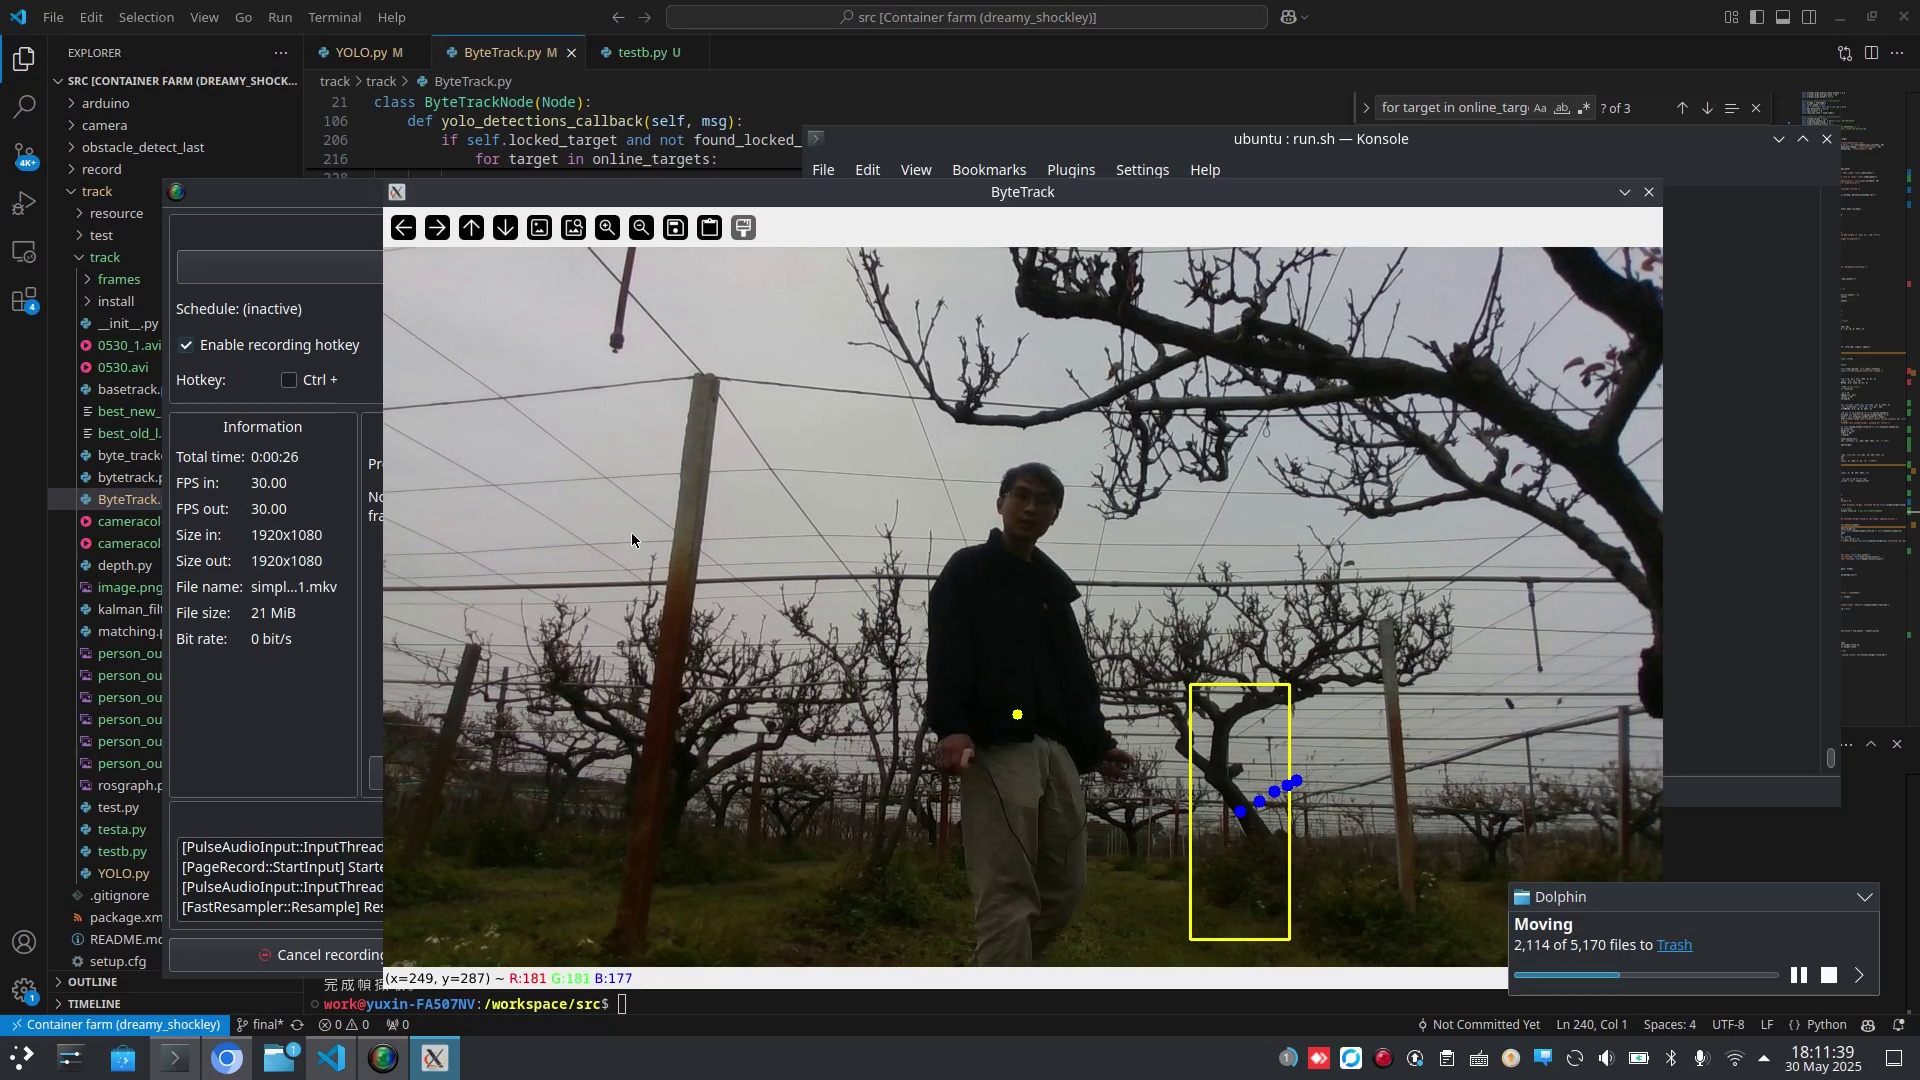 File Edit Selection View Go Run Terminal Help
src [Container farm (dreamy_shockley)]
EXPLORER
SRC [CONTAINER FARM (DREAMY_SHOCK...
arduino
camera
obstacle_detect_last
record
track
resource
test
track
frames
install
__init__.py
0530_1.avi
0530.avi
basetrack.
best_new_
best_old_l.
byte_track
bytetrack.p
ByteTrack.
cameracol
cameracol
depth.py
image.png
kalman_filt
matching.p
person_ou
person_ou
person_ou
person_ou
person_ou
person_ou
rosgraph.p
test.py
testa.py
testb.py
YOLO.py
.gitignore
package.xm
README.md
setup.cfg
OUTLINE
TIMELINE
4K+
4
1
YOLO.py M
ByteTrack.py M
testb.py U
track > track > ByteTrack.py
21 class ByteTrackNode(Node):
106 def yolo_detections_callback(self, msg):
206 if self.locked_target and not found_locked_
216 for target in online_targets:
for target in online_targ
Aa ab
? of 3
ubuntu : run.sh — Konsole
File Edit View Bookmarks Plugins Settings Help
ByteTrack
Schedule: (inactive)
Enable recording hotkey
Hotkey: Ctrl +
Information
Total time: 0:00:26
FPS in: 30.00
FPS out: 30.00
Size in: 1920x1080
Size out: 1920x1080
File name: simpl...1.mkv
File size: 21 MiB
Bit rate: 0 bit/s
Pr
No
fra
[PulseAudioInput::InputThread
[PageRecord::StartInput] Starte
[PulseAudioInput::InputThread
[FastResampler::Resample] Res
Cancel recording
(x=249, y=287) ~ R:181 G:181 B:177
work@yuxin-FA507NV:/workspace/src$
Dolphin
Moving
2,114 of 5,170 files to Trash
Container farm (dreamy_shockley) final* 0 0 0
Not Committed Yet Ln 240, Col 1 Spaces: 4 UTF-8 LF Python
1
1
18:11:39
30 May 2025